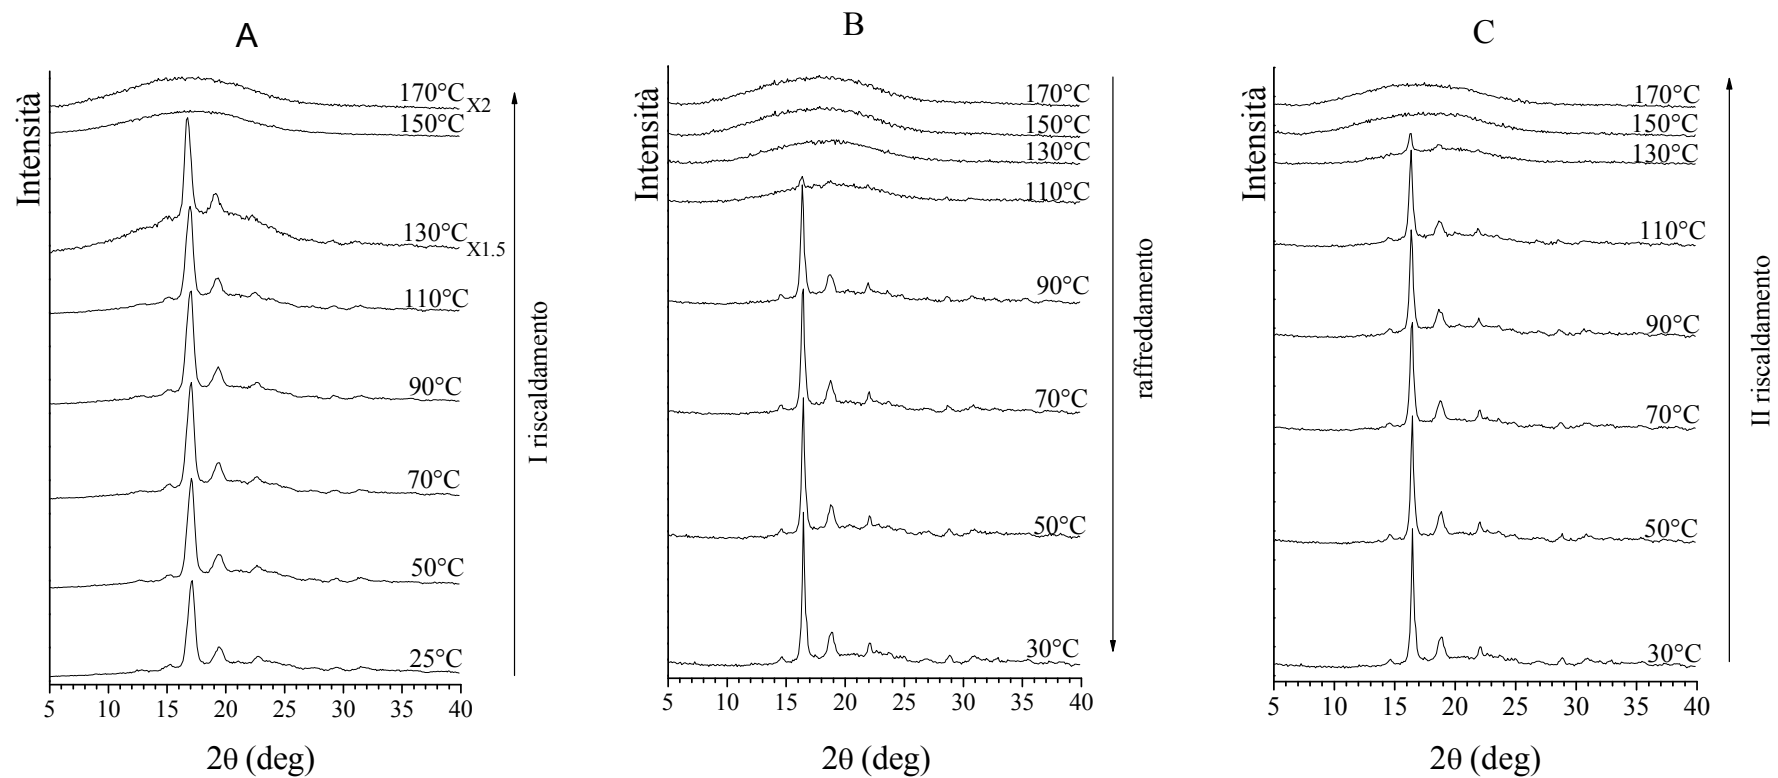 A
Intensità
170°C X2
150°C
130°C X1.5
110°C
90°C
70°C
50°C
25°C
I riscaldamento
5 10 15 20 25 30 35 40
2θ (deg)
B
Intensità
170°C
150°C
130°C
110°C
90°C
70°C
50°C
30°C
raffreddamento
5 10 15 20 25 30 35 40
2θ (deg)
C
Intensità
170°C
150°C
130°C
110°C
90°C
70°C
50°C
30°C
II riscaldamento
5 10 15 20 25 30 35 40
2θ (deg)